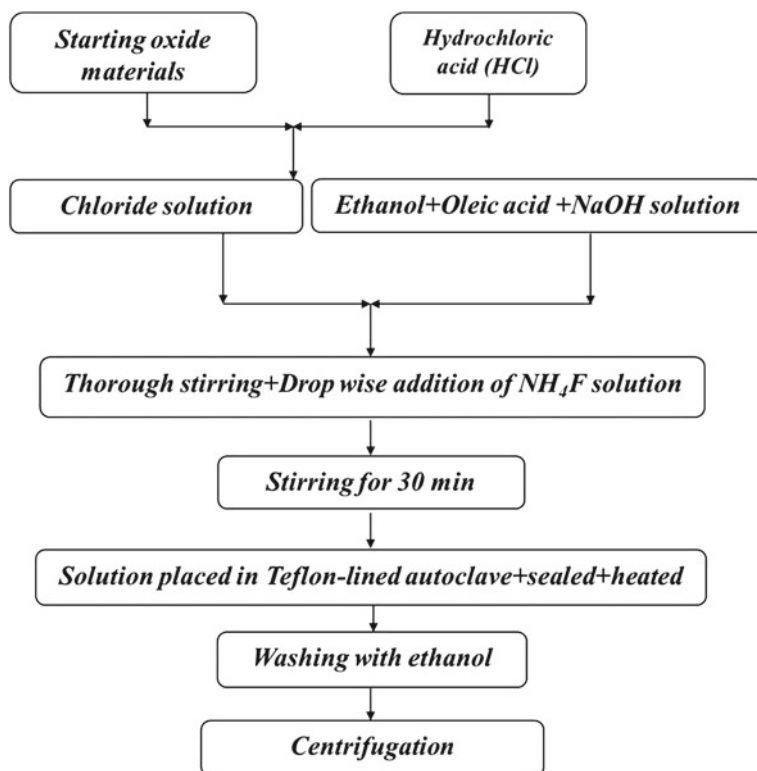 Starting oxide
materials
Hydrochloric
acid (HCl)
Chloride solution
Ethanol+Oleic acid +NaOH solution
Thorough stirring+Drop wise addition of NH₄F solution
Stirring for 30 min
Solution placed in Teflon-lined autoclave+sealed+heated
Washing with ethanol
Centrifugation